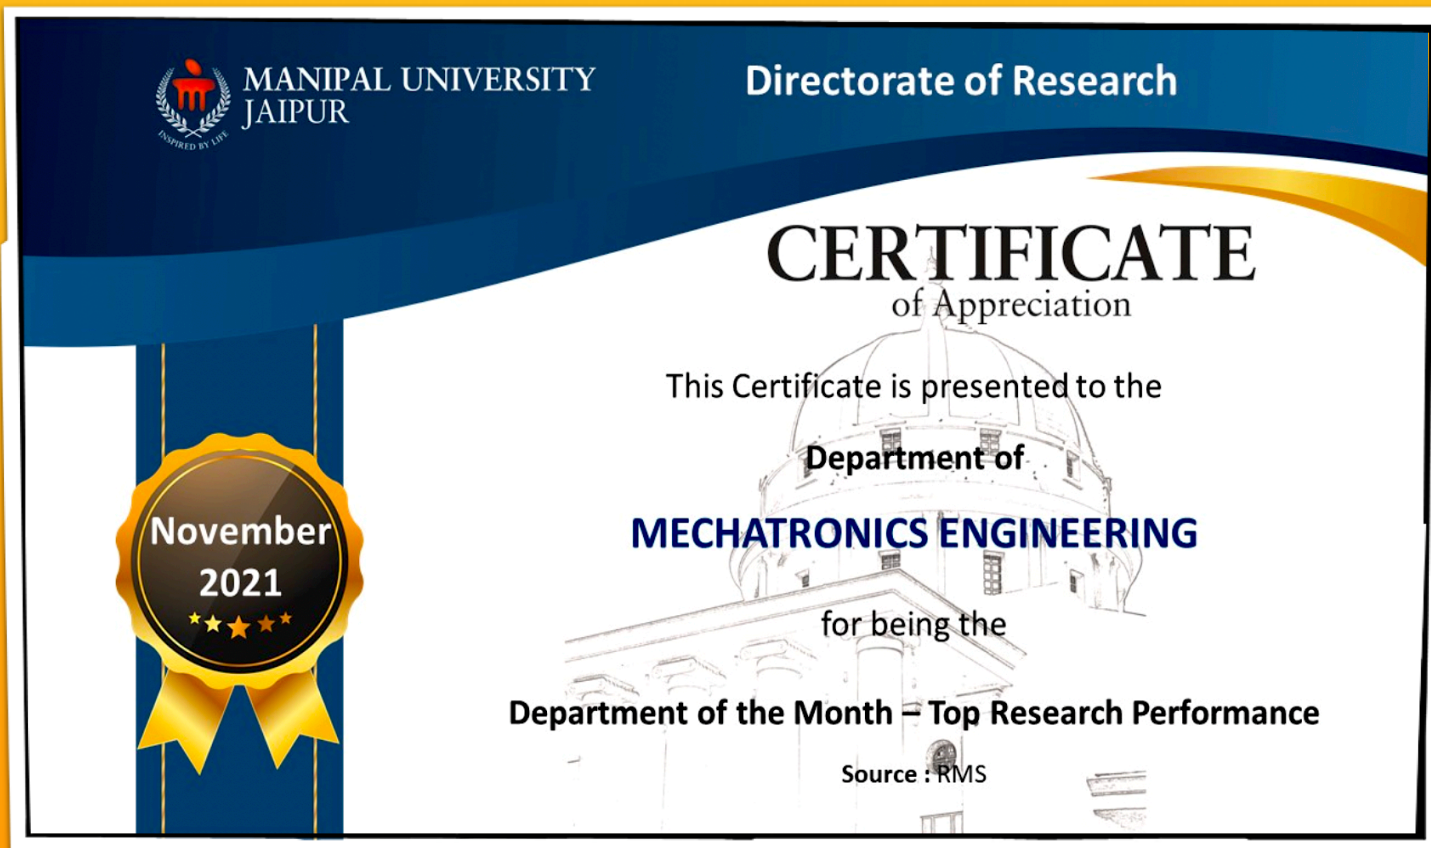 MANIPAL UNIVERSITY
JAIPUR
INSPIRED BY LIFE
Directorate of Research
CERTIFICATE
of Appreciation
This Certificate is presented to the
Department of
MECHATRONICS ENGINEERING
for being the
Department of the Month – Top Research Performance
Source : RMS
November
2021